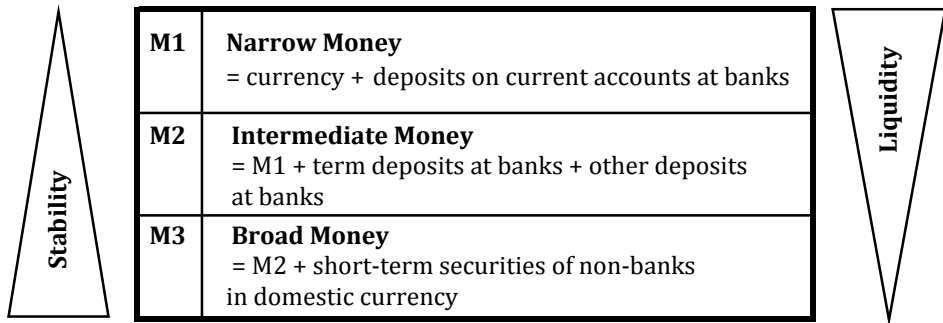 M1 Narrow Money
= currency + deposits on current accounts at banks
M2 Intermediate Money
= M1 + term deposits at banks + other deposits
at banks
M3 Broad Money
= M2 + short-term securities of non-banks
in domestic currency
Stability
Liquidity